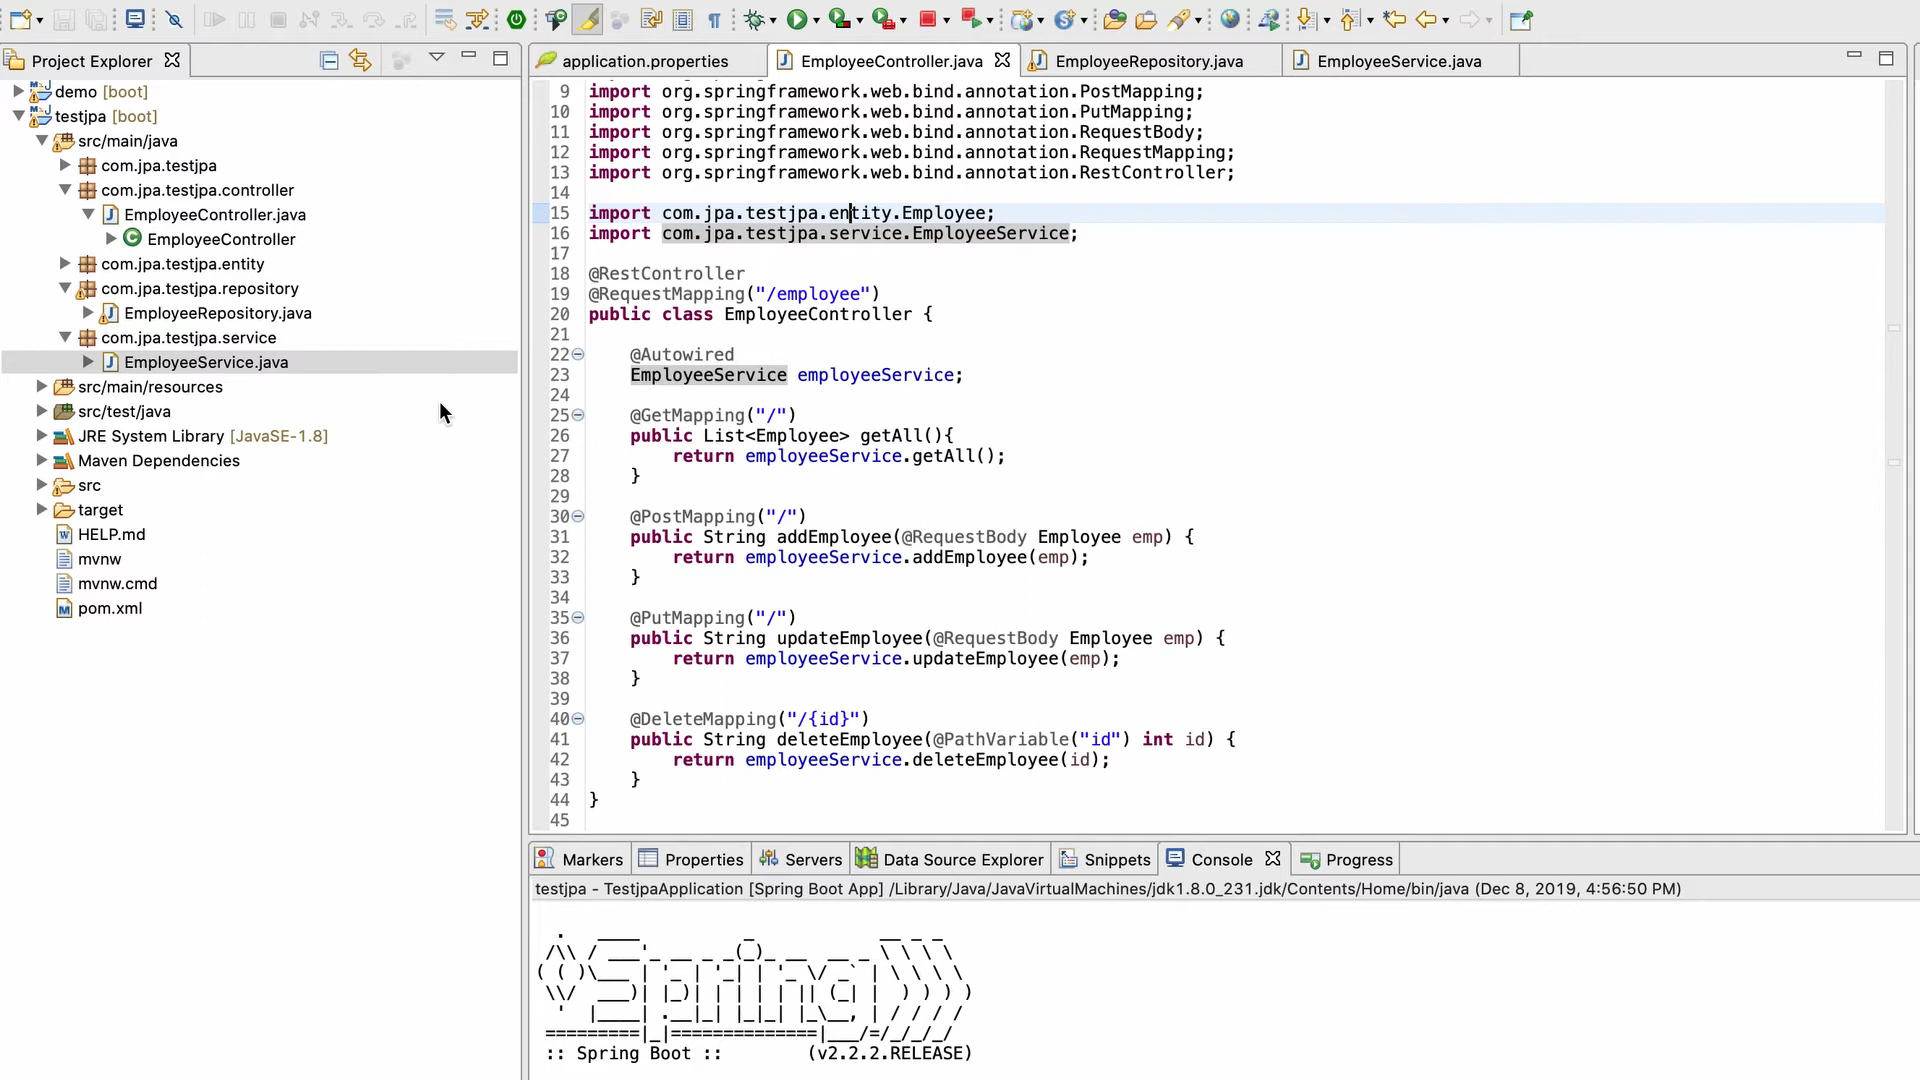 Project Explorer
demo [boot]
testjpa [boot]
src/main/java
com.jpa.testjpa
com.jpa.testjpa.controller
EmployeeController.java
EmployeeController
com.jpa.testjpa.entity
com.jpa.testjpa.repository
EmployeeRepository.java
com.jpa.testjpa.service
EmployeeService.java
src/main/resources
src/test/java
JRE System Library [JavaSE-1.8]
Maven Dependencies
src
target
HELP.md
mvnw
mvnw.cmd
pom.xml
application.properties EmployeeController.java EmployeeRepository.java EmployeeService.java
9 import org.springframework.web.bind.annotation.PostMapping;
10 import org.springframework.web.bind.annotation.PutMapping;
11 import org.springframework.web.bind.annotation.RequestBody;
12 import org.springframework.web.bind.annotation.RequestMapping;
13 import org.springframework.web.bind.annotation.RestController;
14
15 import com.jpa.testjpa.entity.Employee;
16 import com.jpa.testjpa.service.EmployeeService;
17
18 @RestController
19 @RequestMapping("/employee")
20 public class EmployeeController {
21
22 @Autowired
23 EmployeeService employeeService;
24
25 @GetMapping("/")
26 public List<Employee> getAll(){
27 return employeeService.getAll();
28 }
29
30 @PostMapping("/")
31 public String addEmployee(@RequestBody Employee emp) {
32 return employeeService.addEmployee(emp);
33 }
34
35 @PutMapping("/")
36 public String updateEmployee(@RequestBody Employee emp) {
37 return employeeService.updateEmployee(emp);
38 }
39
40 @DeleteMapping("/{id}")
41 public String deleteEmployee(@PathVariable("id") int id) {
42 return employeeService.deleteEmployee(id);
43 }
44 }
45
Markers Properties Servers Data Source Explorer Snippets Console Progress
testjpa - TestjpaApplication [Spring Boot App] /Library/Java/JavaVirtualMachines/jdk1.8.0_231.jdk/Contents/Home/bin/java (Dec 8, 2019, 4:56:50 PM)
Spring
:: Spring Boot :: (v2.2.2.RELEASE)